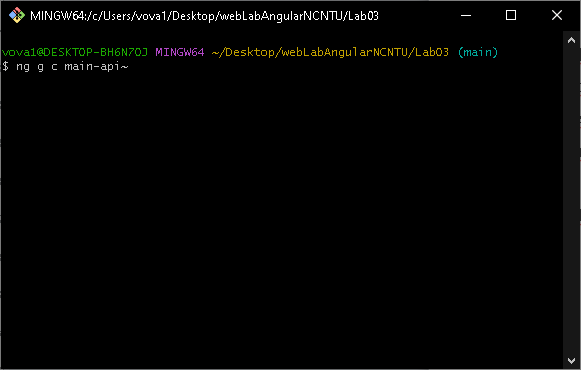 MINGW64:/c/Users/vova1/Desktop/webLabAngularNCNTU/Lab03
vova1@DESKTOP-BH6N7OJ MINGW64 ~/Desktop/webLabAngularNCNTU/Lab03 (main)
$ ng g c main-api~